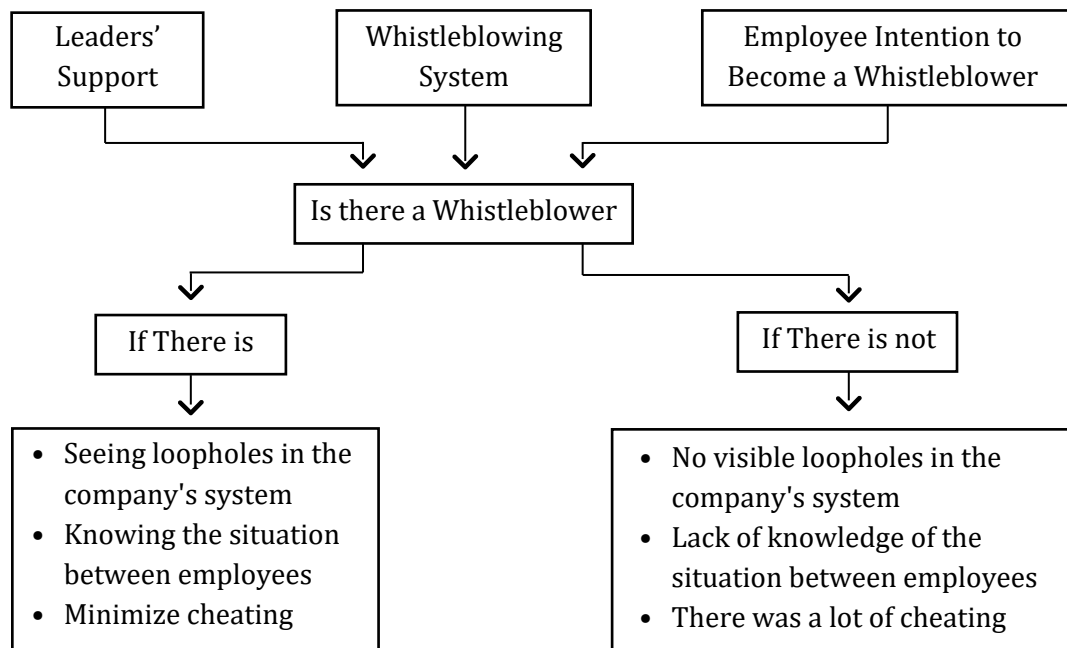 Leaders’
Support
Whistleblowing
System
Employee Intention to
Become a Whistleblower
Is there a Whistleblower
If There is
If There is not
• Seeing loopholes in the
company's system
• Knowing the situation
between employees
• Minimize cheating
• No visible loopholes in the
company's system
• Lack of knowledge of the
situation between employees
• There was a lot of cheating